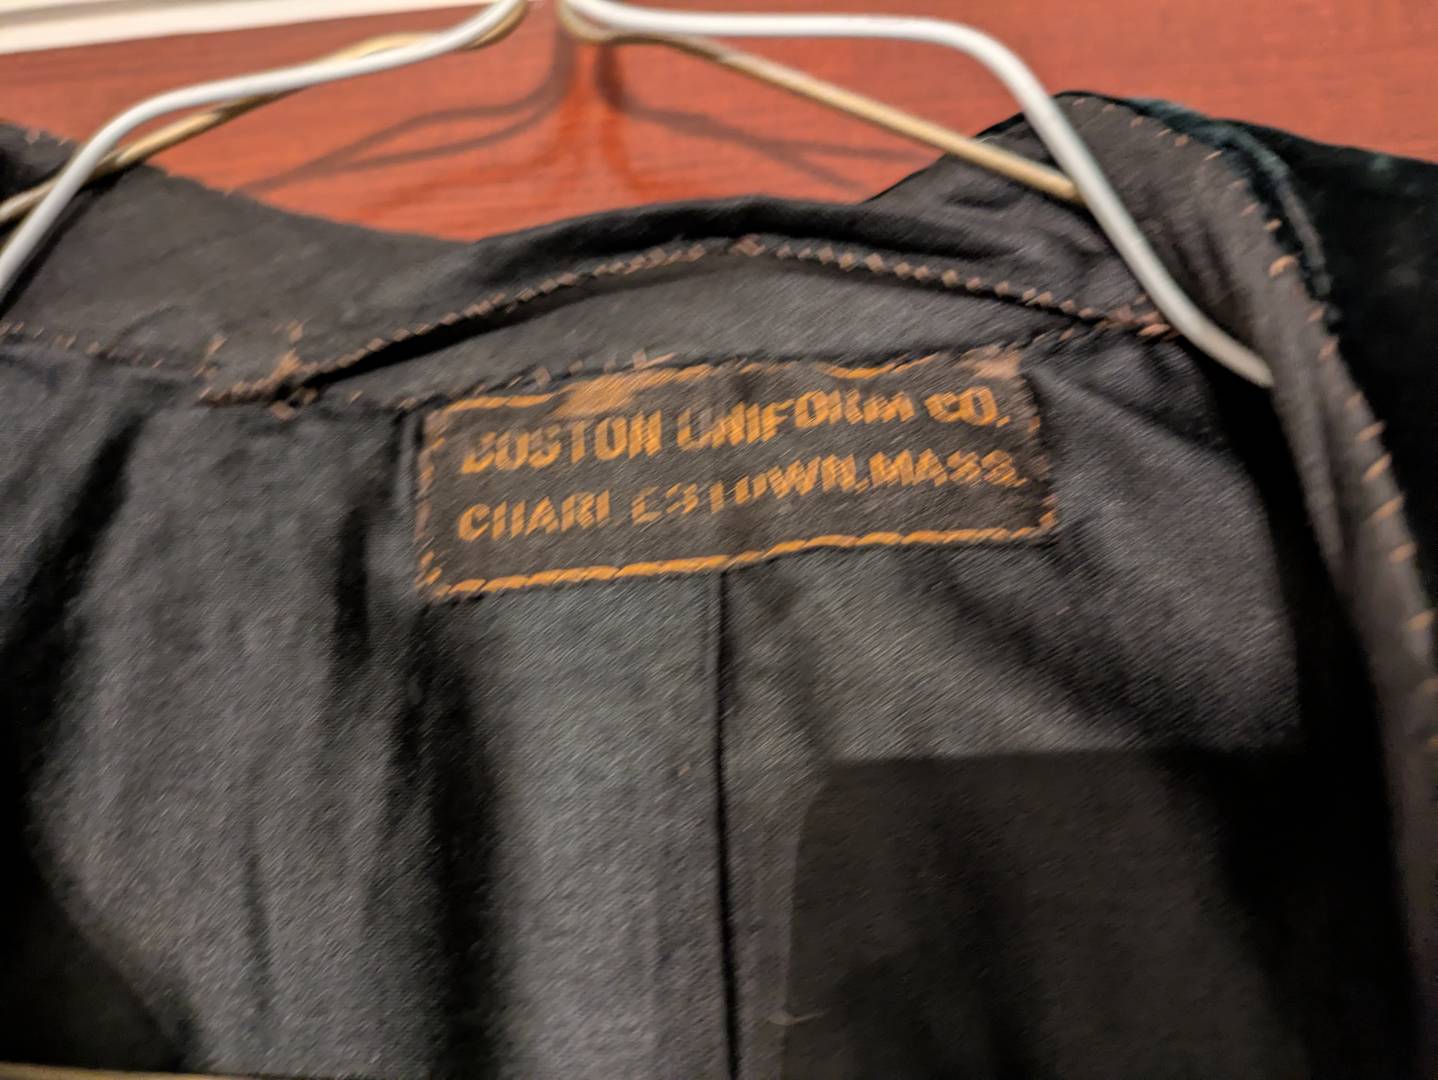 BOSTON UNIFORM CO.
CHARLESTOWN, MASS.